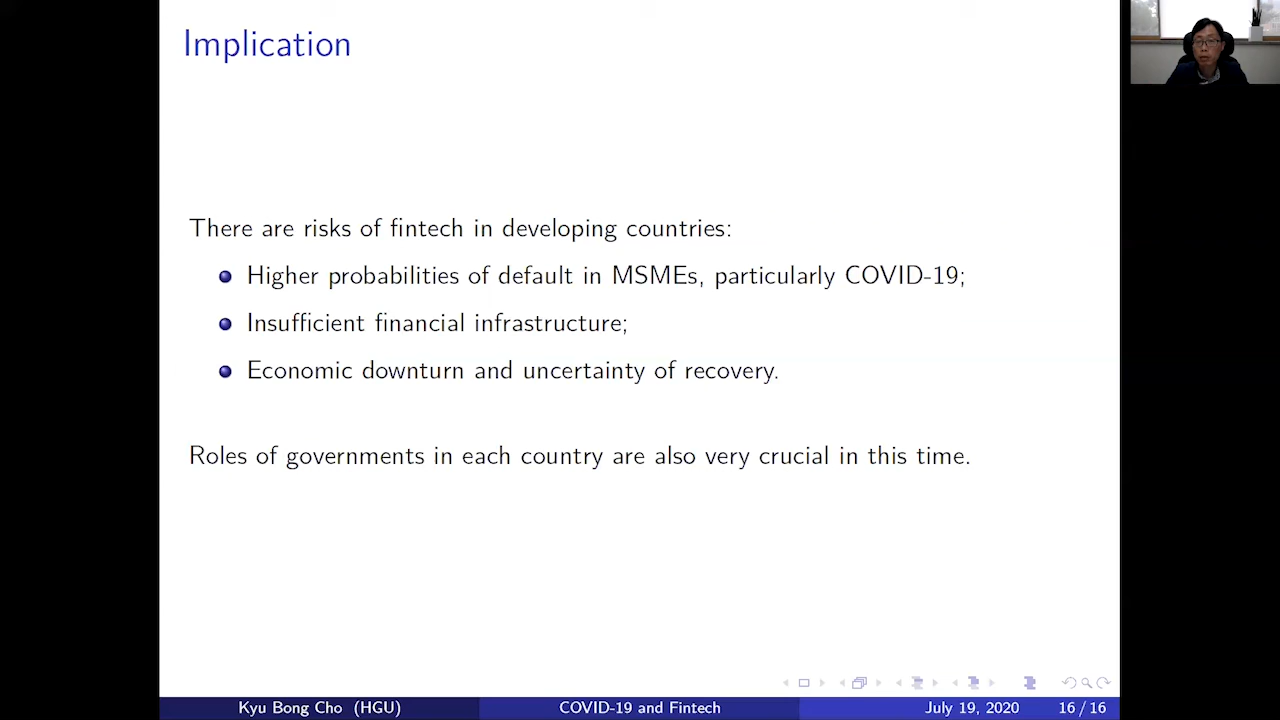 Implication
There are risks of fintech in developing countries:
Higher probabilities of default in MSMEs, particularly COVID-19;
Insufficient financial infrastructure;
Economic downturn and uncertainty of recovery.
Roles of governments in each country are also very crucial in this time.
Kyu Bong Cho (HGU) COVID-19 and Fintech July 19, 2020 16/16